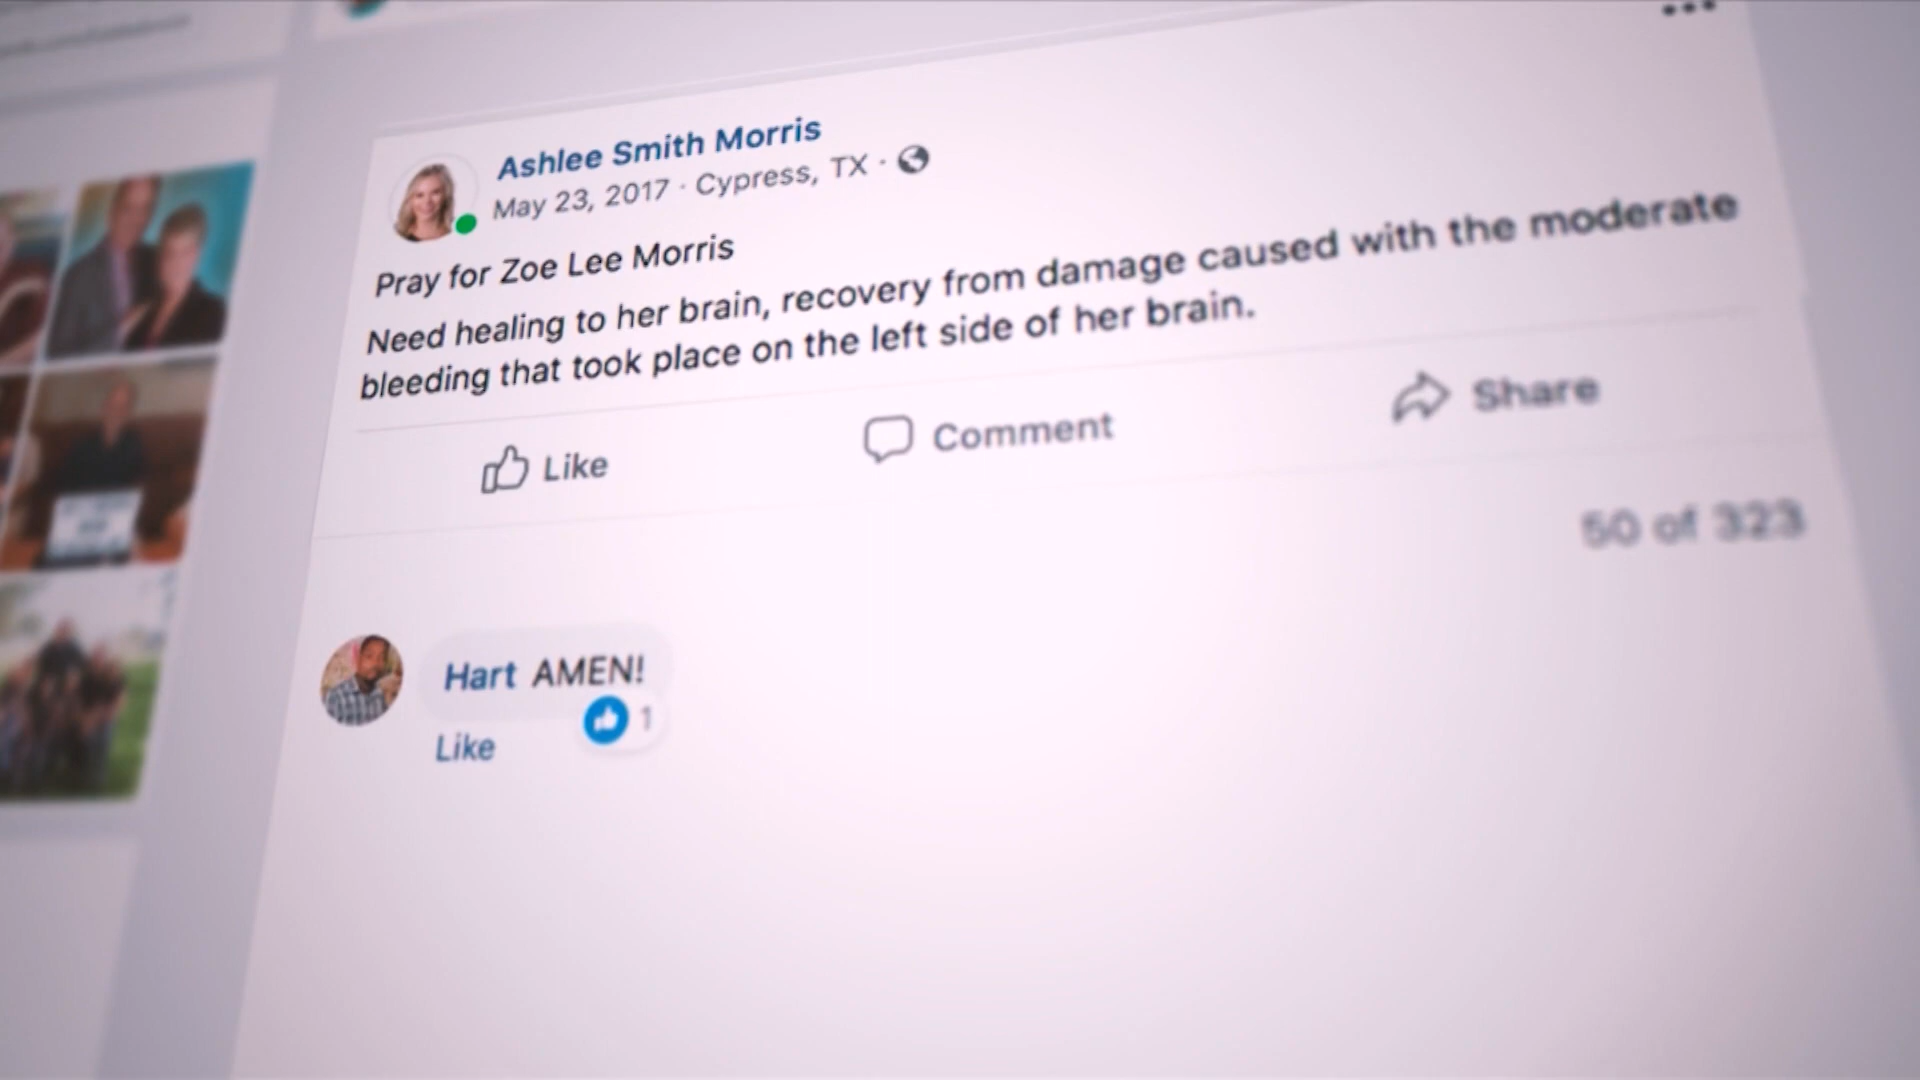 Ashlee Smith Morris
May 23, 2017 · Cypress, TX ·
Pray for Zoe Lee Morris
Need healing to her brain, recovery from damage caused with the moderate
bleeding that took place on the left side of her brain.
Like
Comment
Share
50 of 323
Hart AMEN!
1
Like